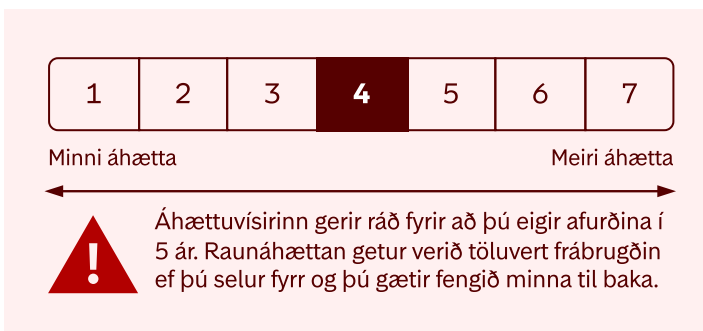 1 2 3 4 5 6 7
Minni áhætta Meiri áhætta
Áhættuvísirinn gerir ráð fyrir að þú eigir afurðina í
5 ár. Raunáhættan getur verið töluvert frábrugðin
ef þú selur fyrr og þú gætir fengið minna til baka.